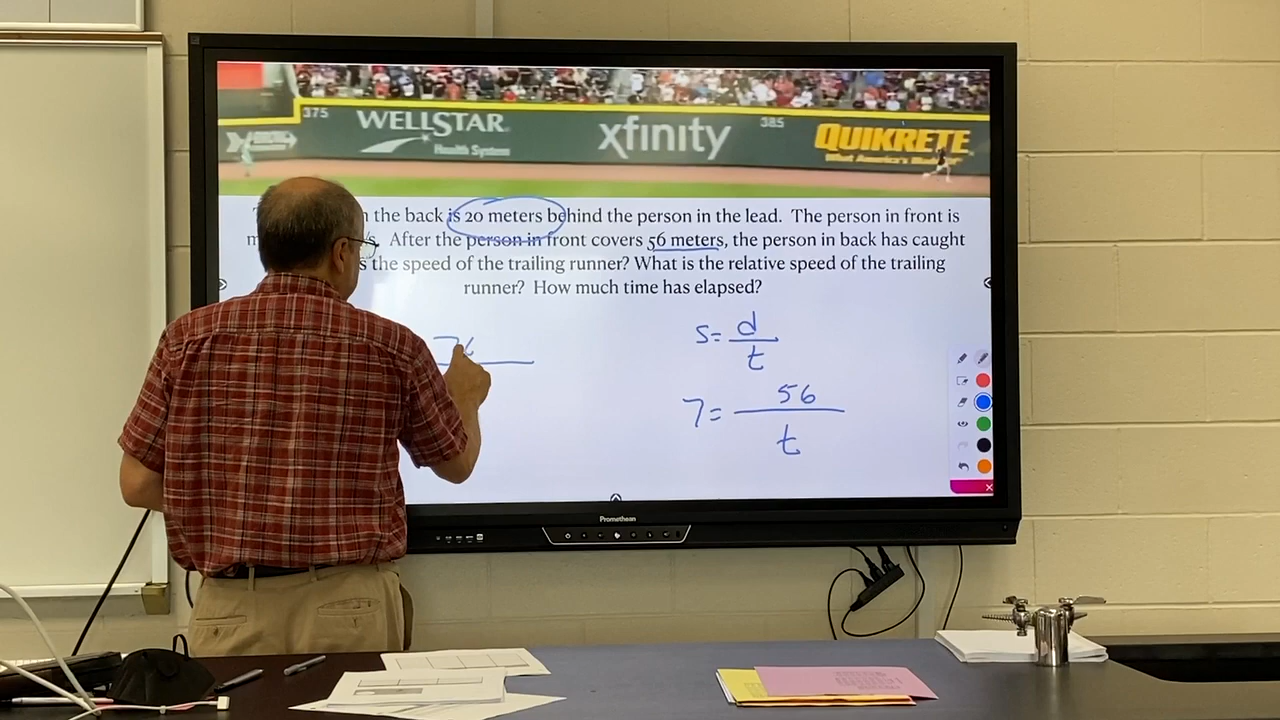 375
WELLSTAR
Health System
xfinity
385
QUIKRETE
What America's Made Of
n the back is 20 meters behind the person in the lead. The person in front is
After the person in front covers 56 meters, the person in back has caught
s the speed of the trailing runner? What is the relative speed of the trailing
runner? How much time has elapsed?
s= d
t
7= 56
t
76
Promethean